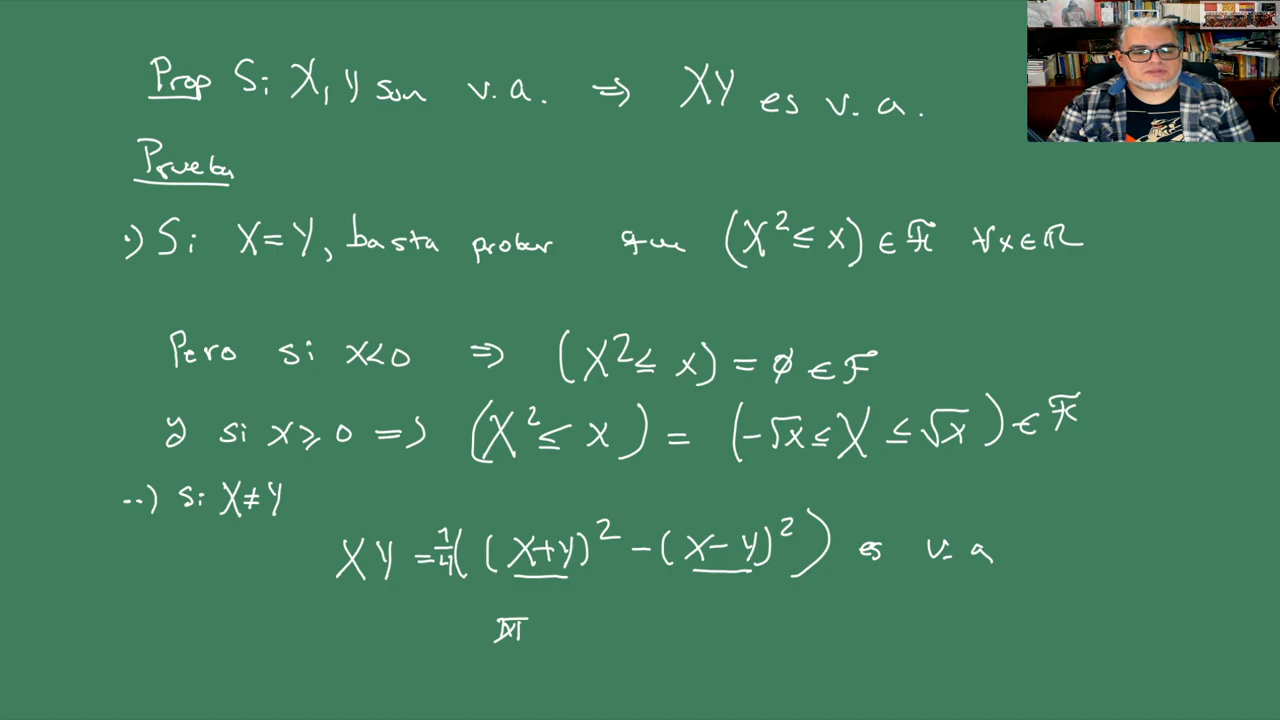 Prop Si X, Y son v.a. ⇒ XY es v.a.
Prueba
·) Si X = Y, basta probar que (X² ≤ x) ∈ ℱ ∀x∈ℝ
Pero si x<0 ⇒ (X² ≤ x) = ∅ ∈ ℱ
Y si x ≥ 0 ⇒ (X² ≤ x) = (-√x ≤ X ≤ √x) ∈ ℱ
··) Si X≠Y
XY = 1/4 ((X+Y)² - (X-Y)²) es v.a